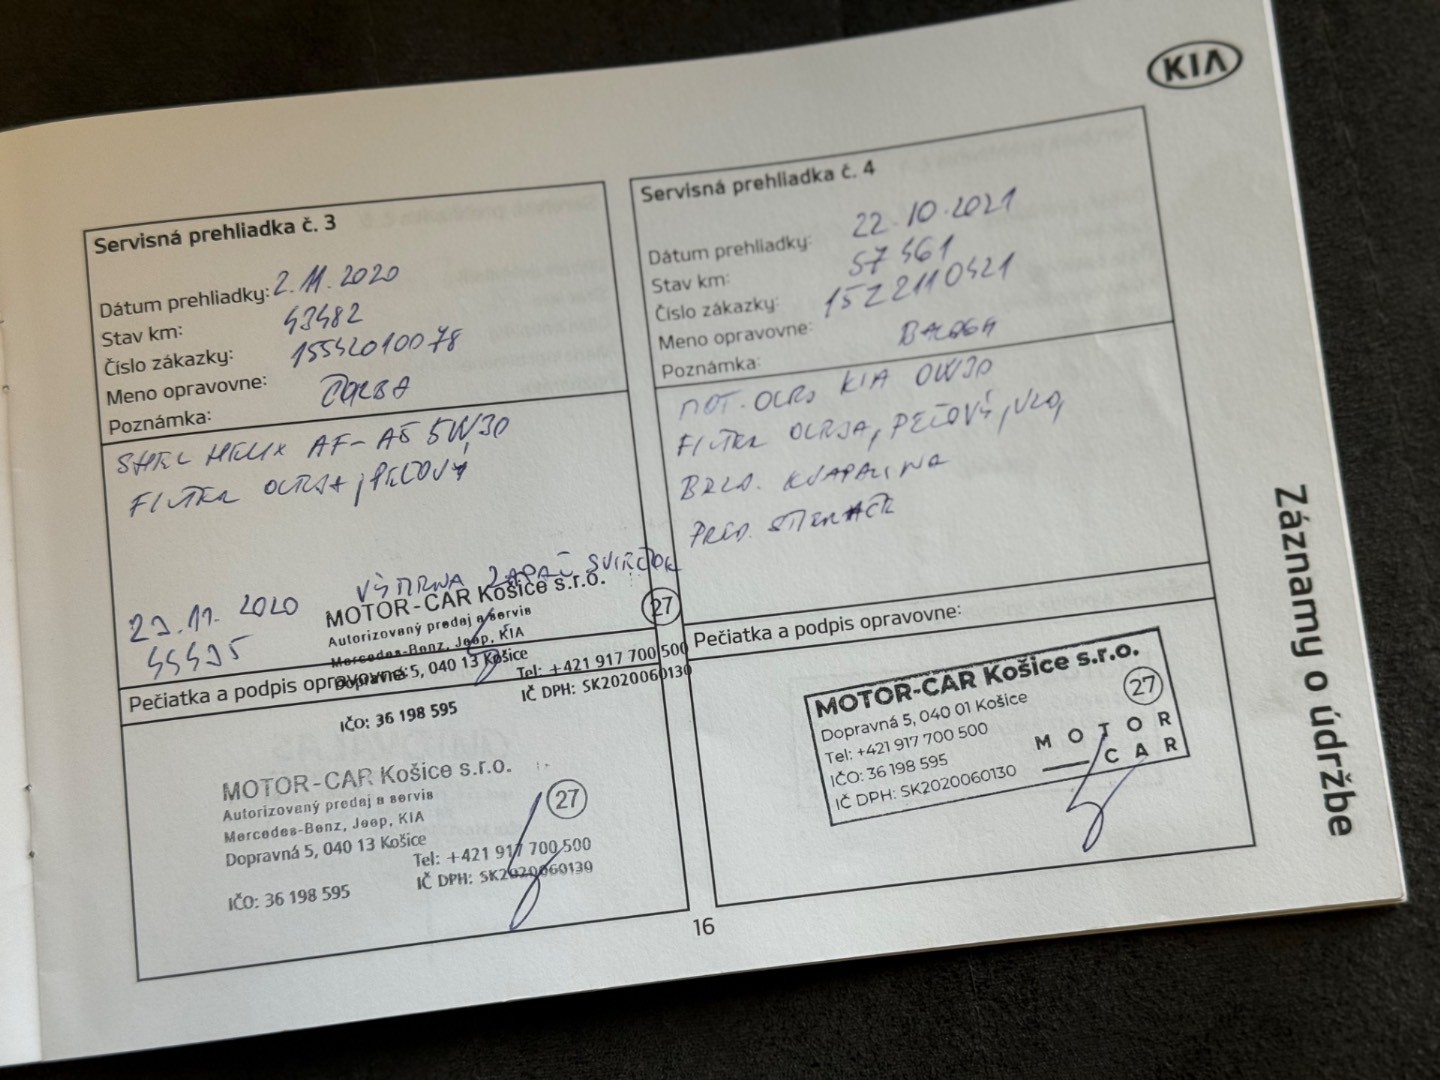 KIA
Servisná prehliadka č. 3
Dátum prehliadky: 2.11.2020
Stav km: 43482
Číslo zákazky: 15542010078
Meno opravovne:
Poznámka:
SHELL HELIX AF-A5 5W30
FILTER OLEJA, PEĽOVÝ
VÝMENA ZAPAĽ SVIEČOK
11.2020
MOTOR-CAR Košice s.r.o.
Autorizovaný predaj a servis
Mercedes-Benz, Jeep, KIA
Dopravná 5, 040 13 Košice
Tel: +421 917 700 500
IČ DPH: SK2020060130
IČO: 36 198 595
27
Pečiatka a podpis opravovne:
MOTOR-CAR Košice s.r.o.
Autorizovaný predaj a servis
Mercedes-Benz, Jeep, KIA
Dopravná 5, 040 13 Košice
Tel: +421 917 700 500
IČ DPH: SK2020060130
IČO: 36 198 595
27
Servisná prehliadka č. 4
Dátum prehliadky: 22.10.2021
Stav km: 57461
Číslo zákazky: 15Z2110421
Meno opravovne: BALOGH
Poznámka:
MOT. OLEJ KIA 0W30
FILTER OLEJA, PEĽOVÝ, VZD,
BRZD. KVAPALINA
PRED. STIERAČE
Pečiatka a podpis opravovne:
MOTOR-CAR Košice s.r.o.
Dopravná 5, 040 01 Košice
Tel: +421 917 700 500
IČO: 36 198 595
IČ DPH: SK2020060130
27
MOTOR
CAR
16
Záznamy o údržbe